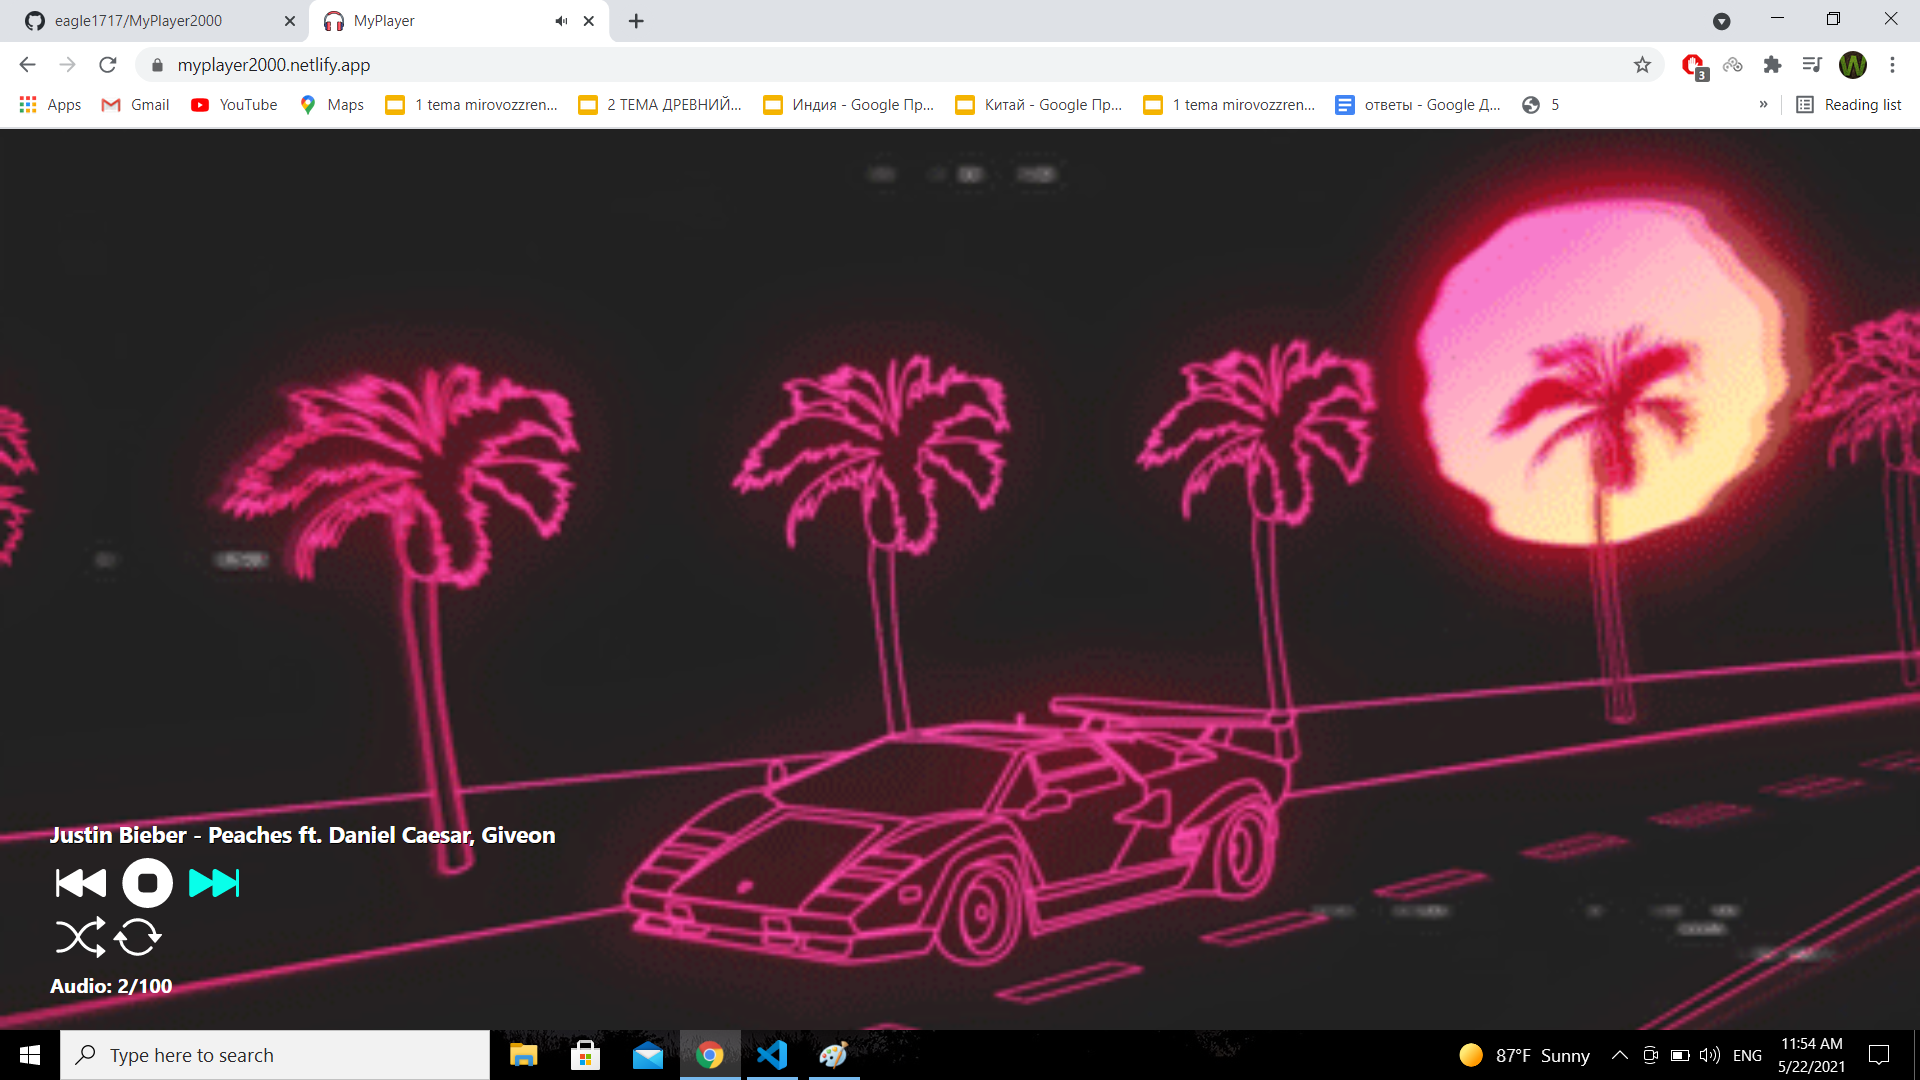 eagle1717/MyPlayer2000
MyPlayer
myplayer2000.netlify.app
3
W
Apps
Gmail
YouTube
Maps
1 tema mirovozzren...
2 ТЕМА ДРЕВНИЙ...
Индия - Google Пр...
Китай - Google Пр...
1 tema mirovozzren...
ответы - Google Д...
5
»
Reading list
Justin Bieber - Peaches ft. Daniel Caesar, Giveon
Audio: 2/100
Type here to search
87°F Sunny
ENG
11:54 AM
5/22/2021